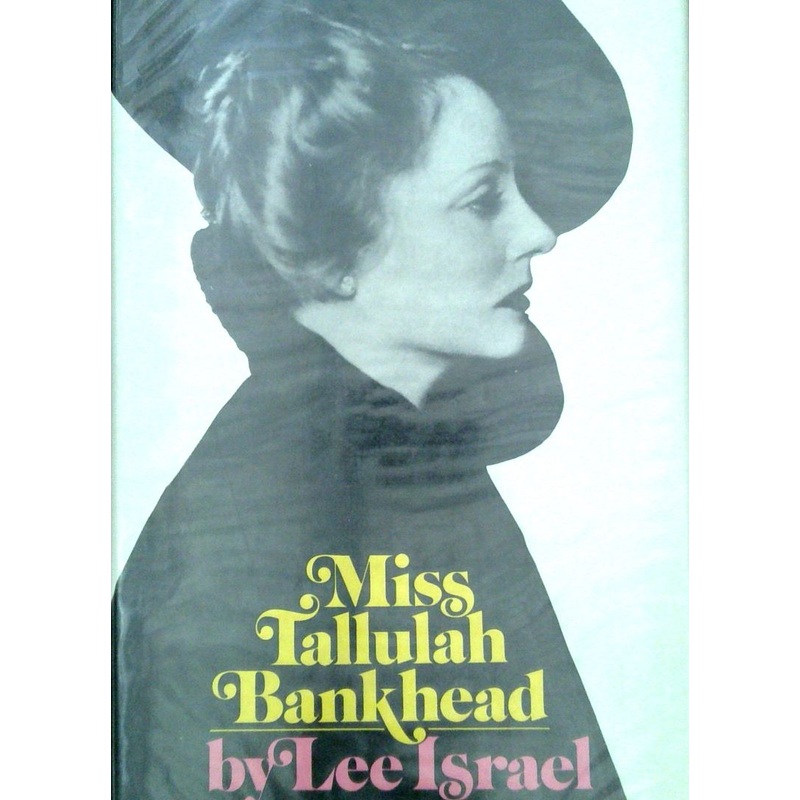 Miss
Tallulah
Bankhead
by Lee Israel